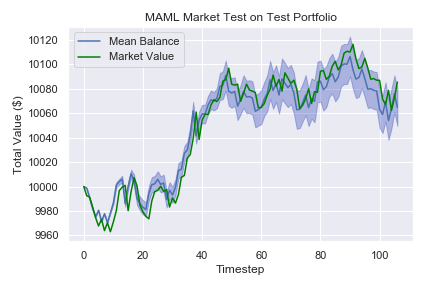 MAML Market Test on Test Portfolio
Mean Balance
Market Value
Total Value ($)
10120
10100
10080
10060
10040
10020
10000
9980
9960
0 20 40 60 80 100
Timestep